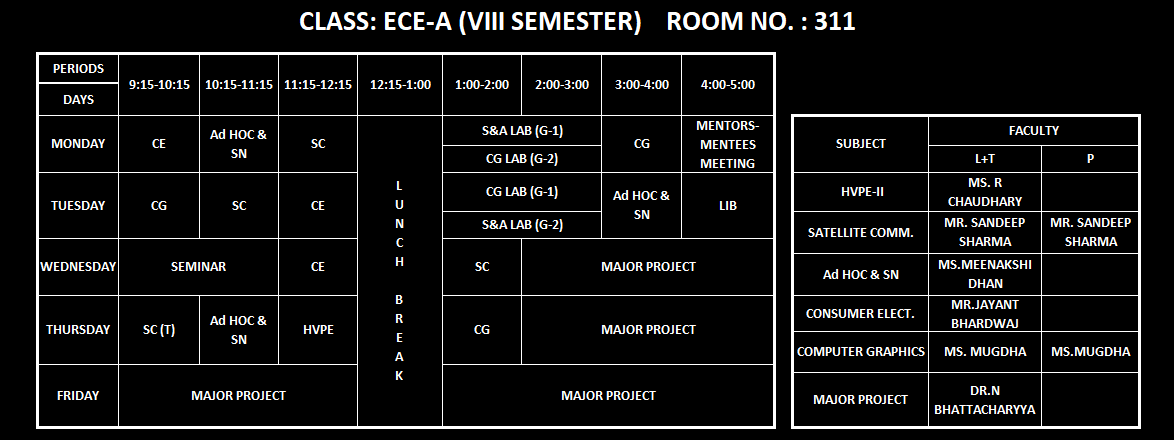 CLASS: ECE-A (VIII SEMESTER) ROOM NO. : 311
PERIODS
DAYS
9:15-10:15 10:15-11:15 11:15-12:15 12:15-1:00 1:00-2:00 2:00-3:00 3:00-4:00 4:00-5:00
MONDAY
CE
Ad HOC &
SN
SC
S&A LAB (G-1)
CG LAB (G-2)
CG
MENTORS-
MENTEES
MEETING
TUESDAY
CG
SC
CE
CG LAB (G-1)
S&A LAB (G-2)
Ad HOC &
SN
LIB
WEDNESDAY
SEMINAR
CE
SC
MAJOR PROJECT
THURSDAY
SC (T)
Ad HOC &
SN
HVPE
CG
MAJOR PROJECT
FRIDAY
MAJOR PROJECT
MAJOR PROJECT
L
U
N
C
H
B
R
E
A
K
SUBJECT
FACULTY
L+T
P
HVPE-II
MS. R
CHAUDHARY
SATELLITE COMM.
MR. SANDEEP
SHARMA
MR. SANDEEP
SHARMA
Ad HOC & SN
MS.MEENAKSHI
DHAN
CONSUMER ELECT.
MR.JAYANT
BHARDWAJ
COMPUTER GRAPHICS
MS. MUGDHA
MS.MUGDHA
MAJOR PROJECT
DR.N
BHATTACHARYYA